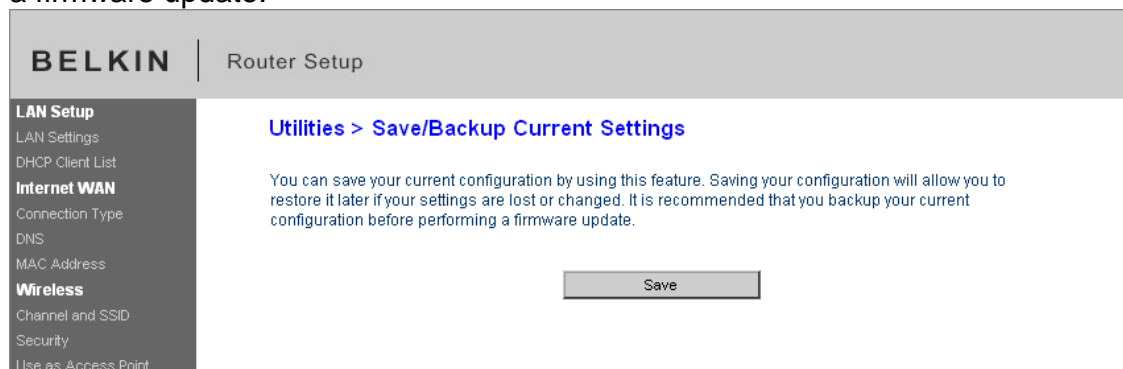 a firmware update.
BELKIN
Router Setup
LAN Setup
LAN Settings
DHCP Client List
Internet WAN
Connection Type
DNS
MAC Address
Wireless
Channel and SSID
Security
Use as Access Point
Utilities > Save/Backup Current Settings
You can save your current configuration by using this feature. Saving your configuration will allow you to
restore it later if your settings are lost or changed. It is recommended that you backup your current
configuration before performing a firmware update.
Save